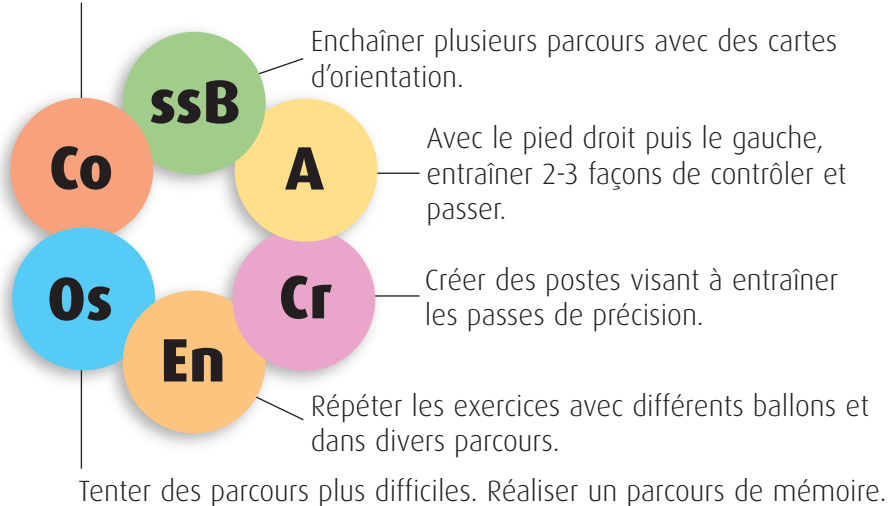 Enchaîner plusieurs parcours avec des cartes
d’orientation.
ssB
Co
A
Avec le pied droit puis le gauche,
entraîner 2-3 façons de contrôler et
passer.
Os
Cr
Créer des postes visant à entraîner
les passes de précision.
En
Répéter les exercices avec différents ballons et
dans divers parcours.
Tenter des parcours plus difficiles. Réaliser un parcours de mémoire.